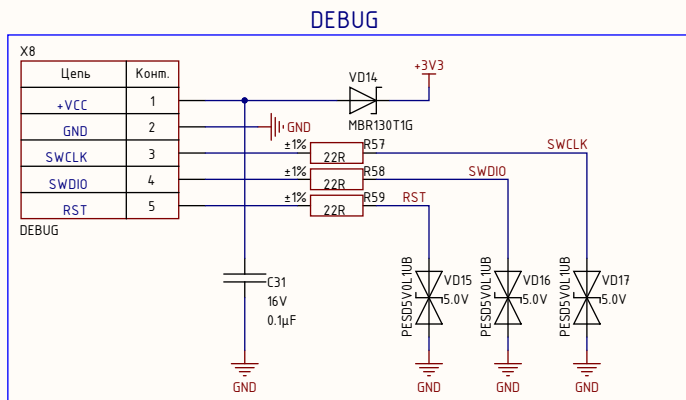 DEBUG
X8
Цепь Конт.
+VCC 1
GND 2
SWCLK 3
SWDIO 4
RST 5
DEBUG
VD14
MBR130T1G
+3V3
GND
±1% R57
22R
SWCLK
±1% R58
22R
SWDIO
±1% R59
22R
RST
C31
16V
0.1µF
GND
PESD5V0L1UB
VD15
5.0V
GND
PESD5V0L1UB
VD16
5.0V
GND
PESD5V0L1UB
VD17
5.0V
GND